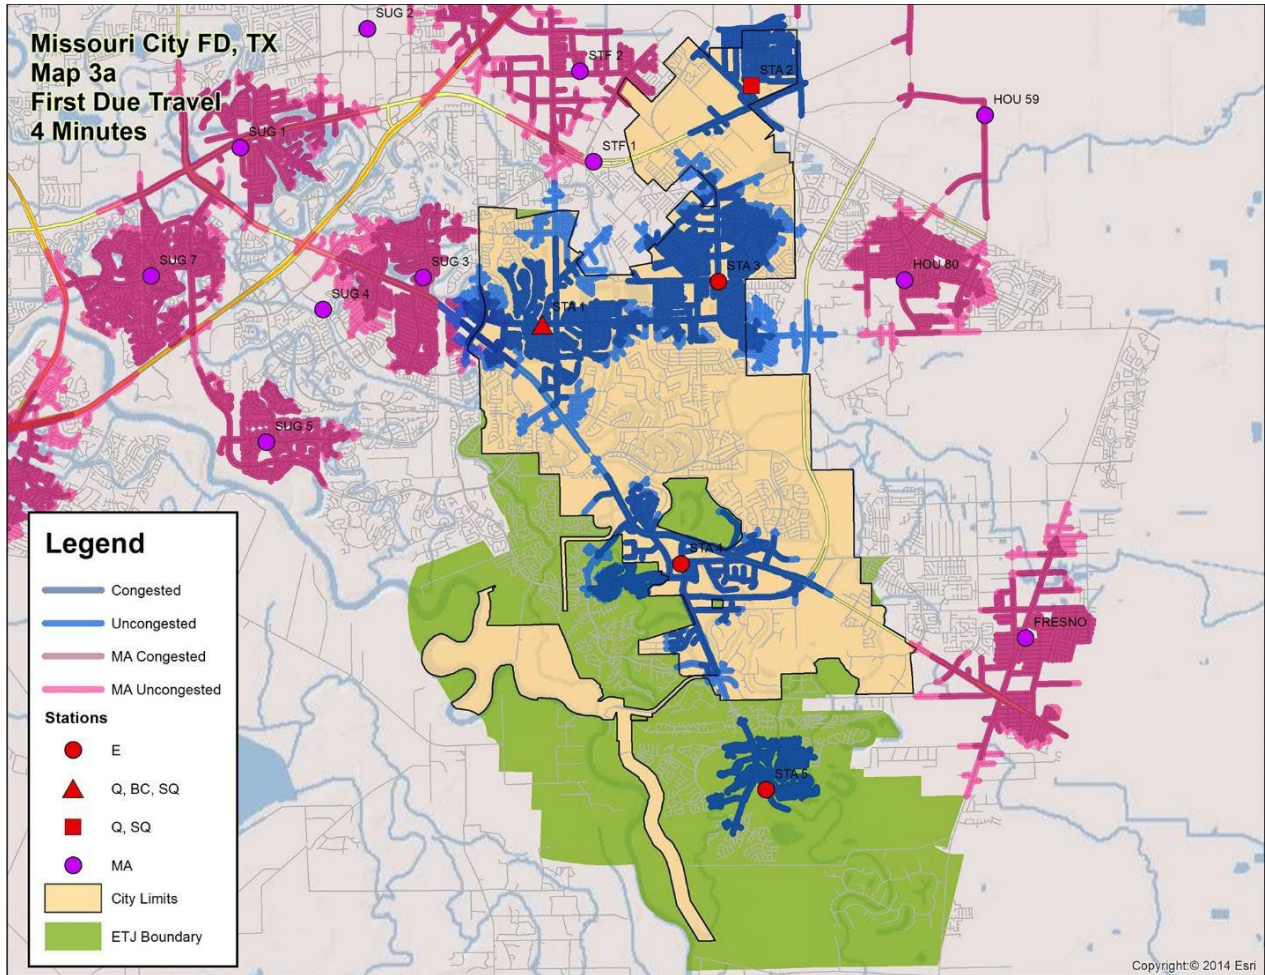 Missouri City FD, TX
Map 3a
First Due Travel
4 Minutes
SUG 2
STF 2
STA 2
HOU 59
SUG 1
STF 1
SUG 7
SUG 3
STA 3
HOU 80
SUG 4
STA 1
SUG 5
STA 4
FRESNO
STA 5
Legend
Congested
Uncongested
MA Congested
MA Uncongested
Stations
E
Q, BC, SQ
Q, SQ
MA
City Limits
ETJ Boundary
Copyright:© 2014 Esri